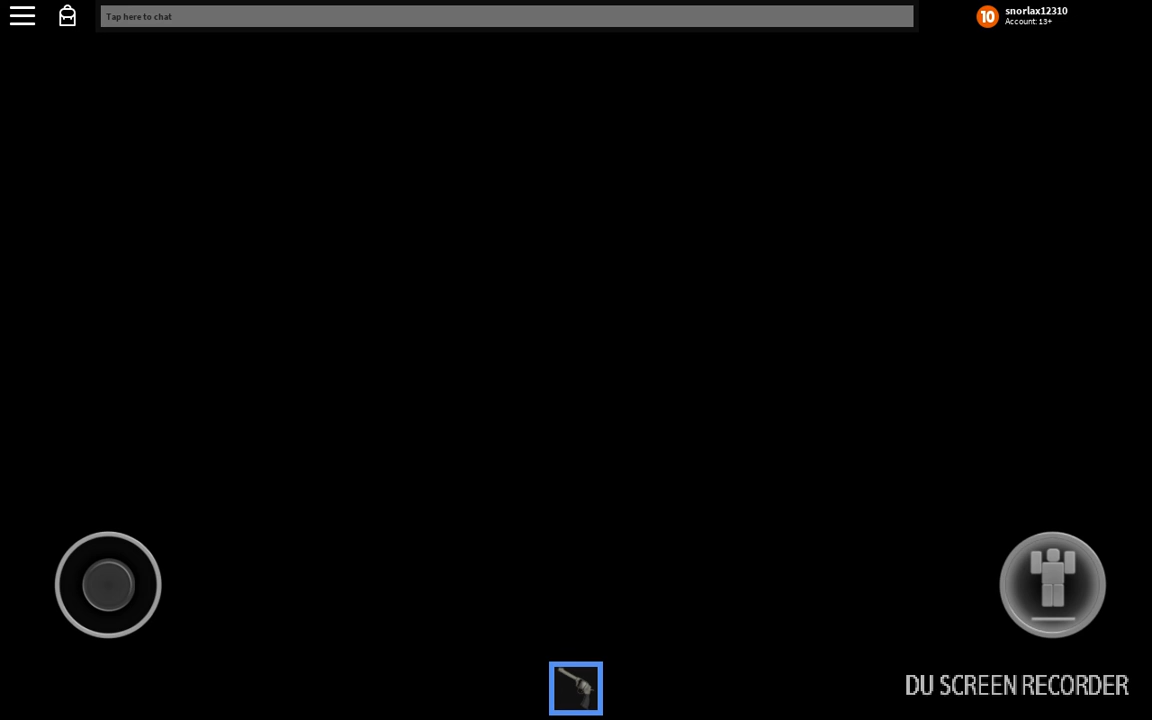 Tap here to chat
10
snorlax12310
Account: 13+
DU SCREEN RECORDER